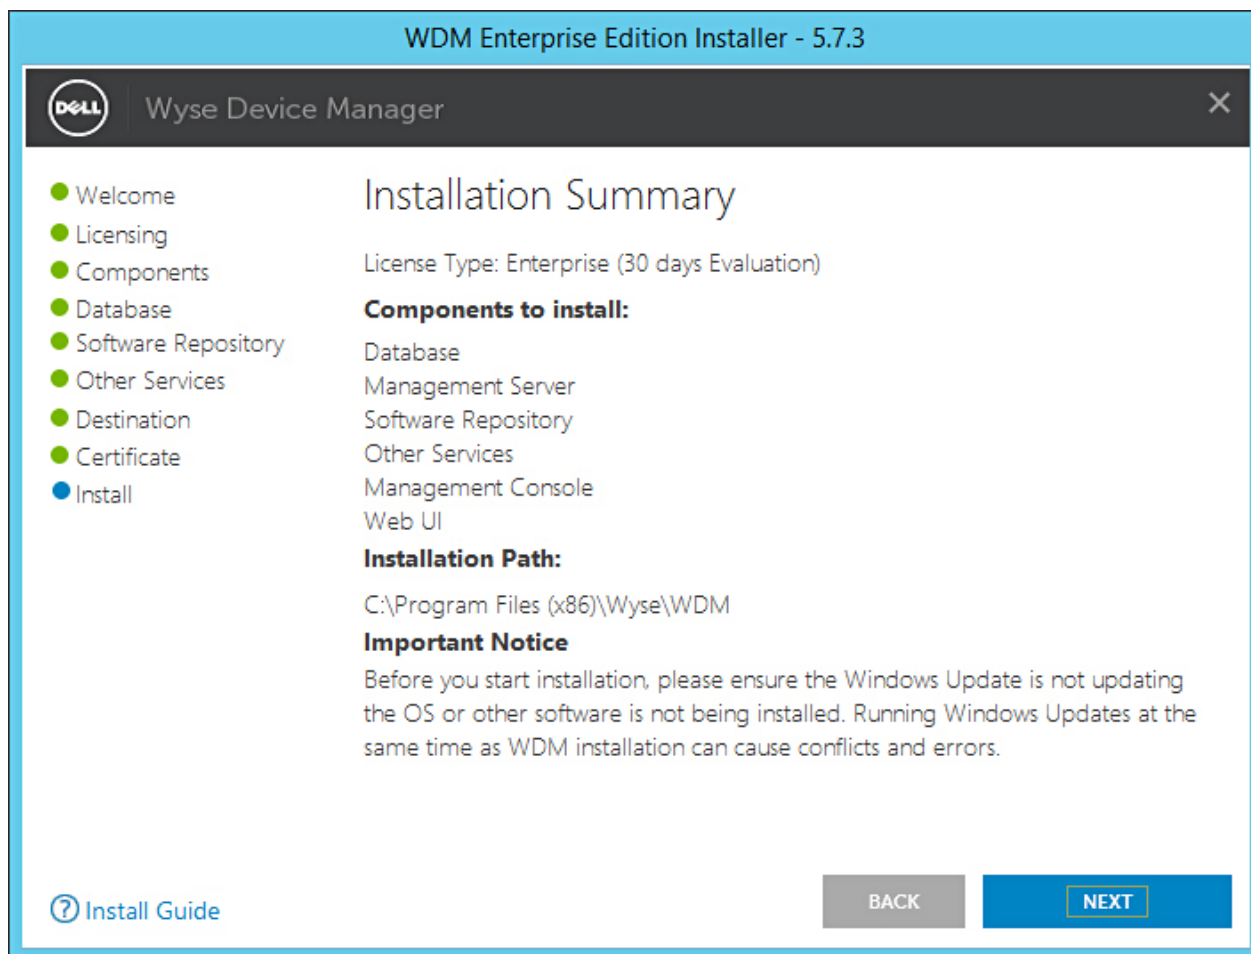 WDM Enterprise Edition Installer - 5.7.3
DELL
Wyse Device Manager
Welcome
Licensing
Components
Database
Software Repository
Other Services
Destination
Certificate
Install
Installation Summary
License Type: Enterprise (30 days Evaluation)
Components to install:
Database
Management Server
Software Repository
Other Services
Management Console
Web UI
Installation Path:
C:\Program Files (x86)\Wyse\WDM
Important Notice
Before you start installation, please ensure the Windows Update is not updating
the OS or other software is not being installed. Running Windows Updates at the
same time as WDM installation can cause conflicts and errors.
? Install Guide
BACK
NEXT